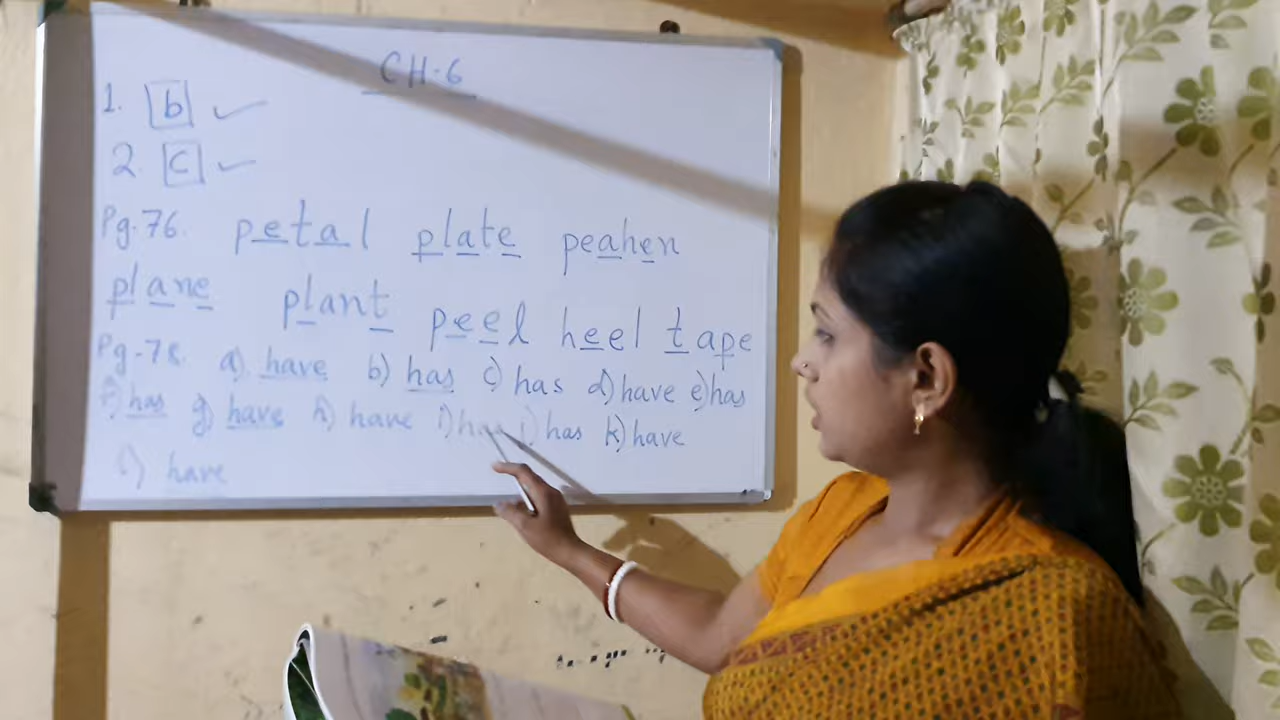 CH-6
1. b ✓
2. c ✓
Pg.76. petal plate peahen
plane plant peel heel tape
Pg-78. a) have b) has c) has d) have e) has
f) has g) have h) have i) has j) has k) have
l) have